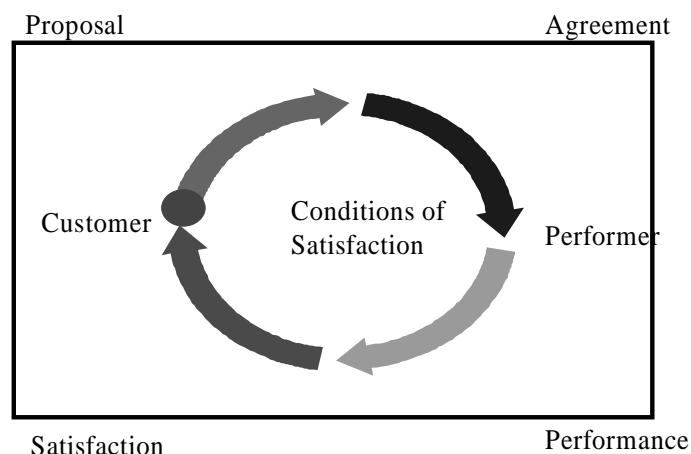 Proposal
Agreement
Customer
Conditions of
Satisfaction
Performer
Satisfaction
Performance